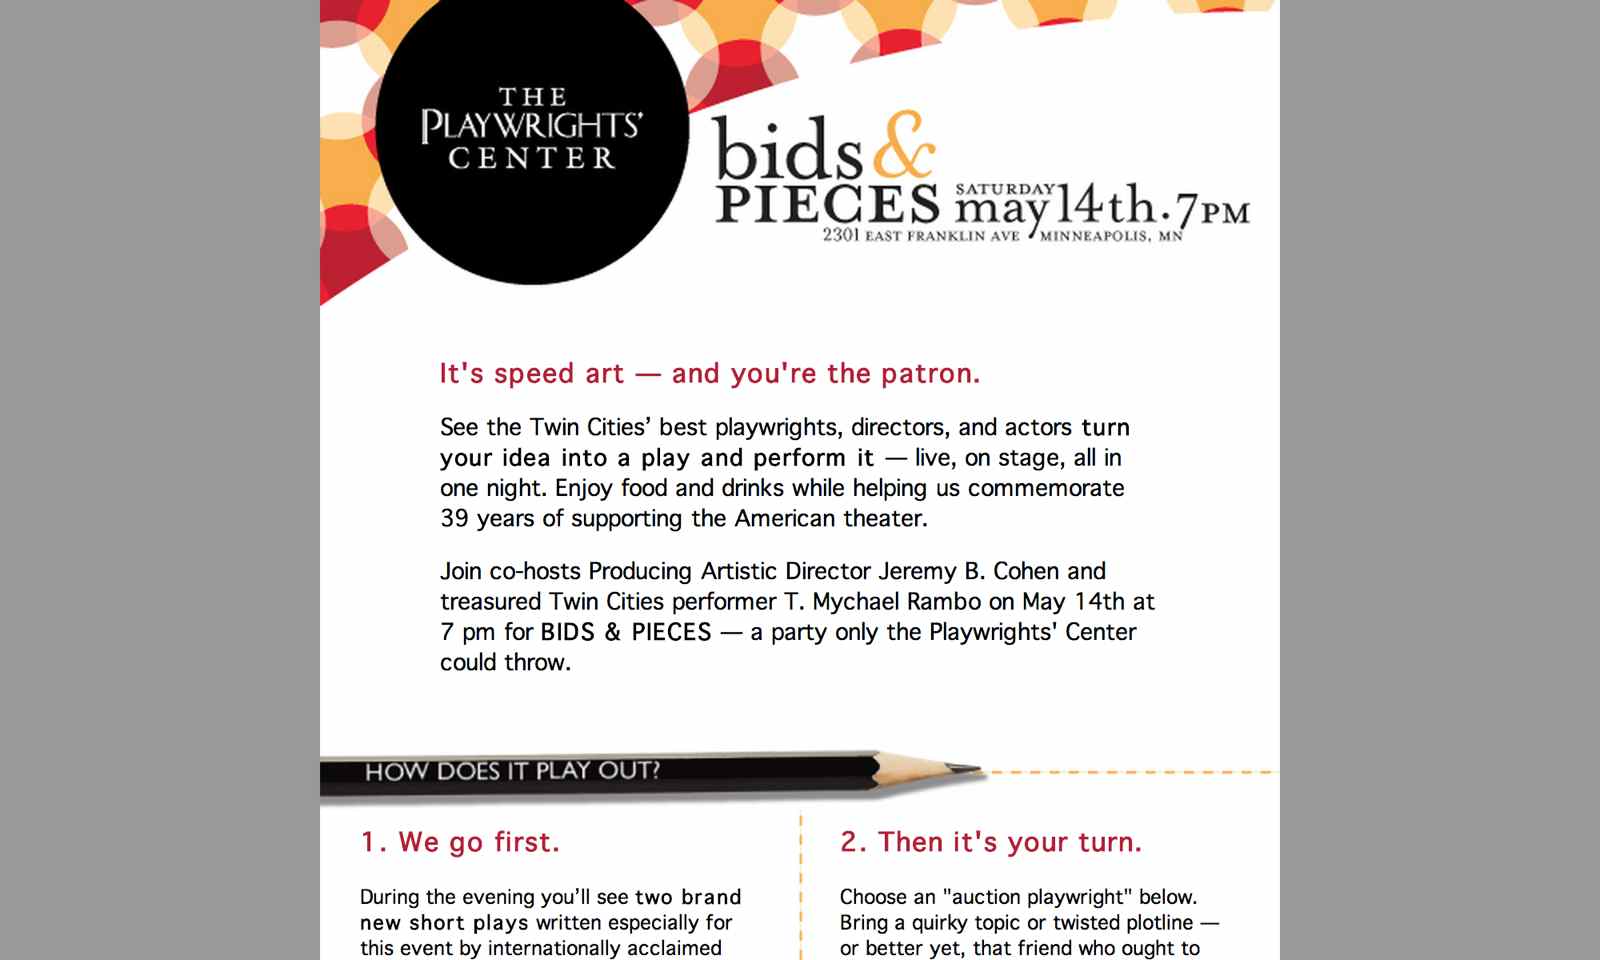 THE
PLAYWRIGHTS'
CENTER
bids &
PIECES SATURDAY may 14th. 7PM
2301 EAST FRANKLIN AVE MINNEAPOLIS, MN
It's speed art — and you're the patron.
See the Twin Cities’ best playwrights, directors, and actors turn
your idea into a play and perform it — live, on stage, all in
one night. Enjoy food and drinks while helping us commemorate
39 years of supporting the American theater.
Join co-hosts Producing Artistic Director Jeremy B. Cohen and
treasured Twin Cities performer T. Mychael Rambo on May 14th at
7 pm for BIDS & PIECES — a party only the Playwrights' Center
could throw.
HOW DOES IT PLAY OUT?
1. We go first.
During the evening you’ll see two brand
new short plays written especially for
this event by internationally acclaimed
2. Then it's your turn.
Choose an "auction playwright" below.
Bring a quirky topic or twisted plotline —
or better yet, that friend who ought to